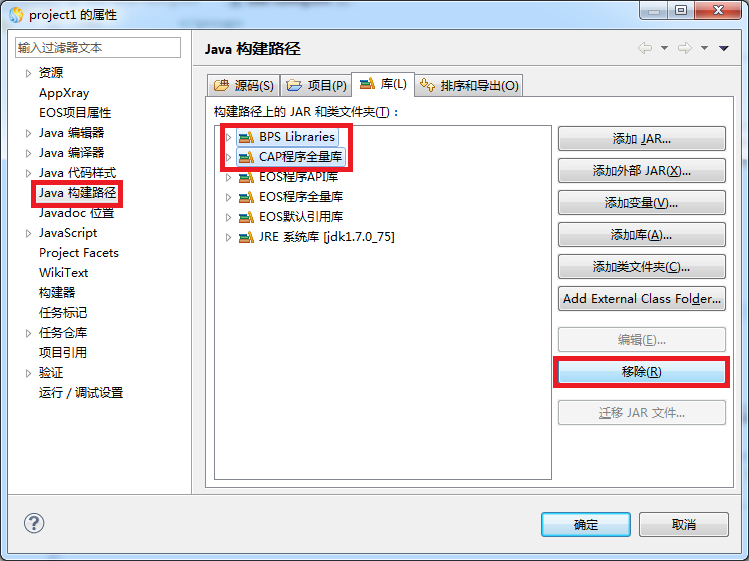 project1 的属性
输入过滤器文本
资源
AppXray
EOS项目属性
Java 编辑器
Java 编译器
Java 代码样式
Java 构建路径
Javadoc 位置
JavaScript
Project Facets
WikiText
构建器
任务标记
任务仓库
项目引用
验证
运行 / 调试设置
Java 构建路径
源码(S) 项目(P) 库(L) 排序和导出(O)
构建路径上的 JAR 和类文件夹(T)：
BPS Libraries
CAP程序全量库
EOS程序API库
EOS程序全量库
EOS默认引用库
JRE 系统库 [jdk1.7.0_75]
添加 JAR...
添加外部 JAR(X)...
添加变量(V)...
添加库(A)...
添加类文件夹(C)...
Add External Class Folder...
编辑(E)...
移除(R)
迁移 JAR 文件...
?
确定 取消